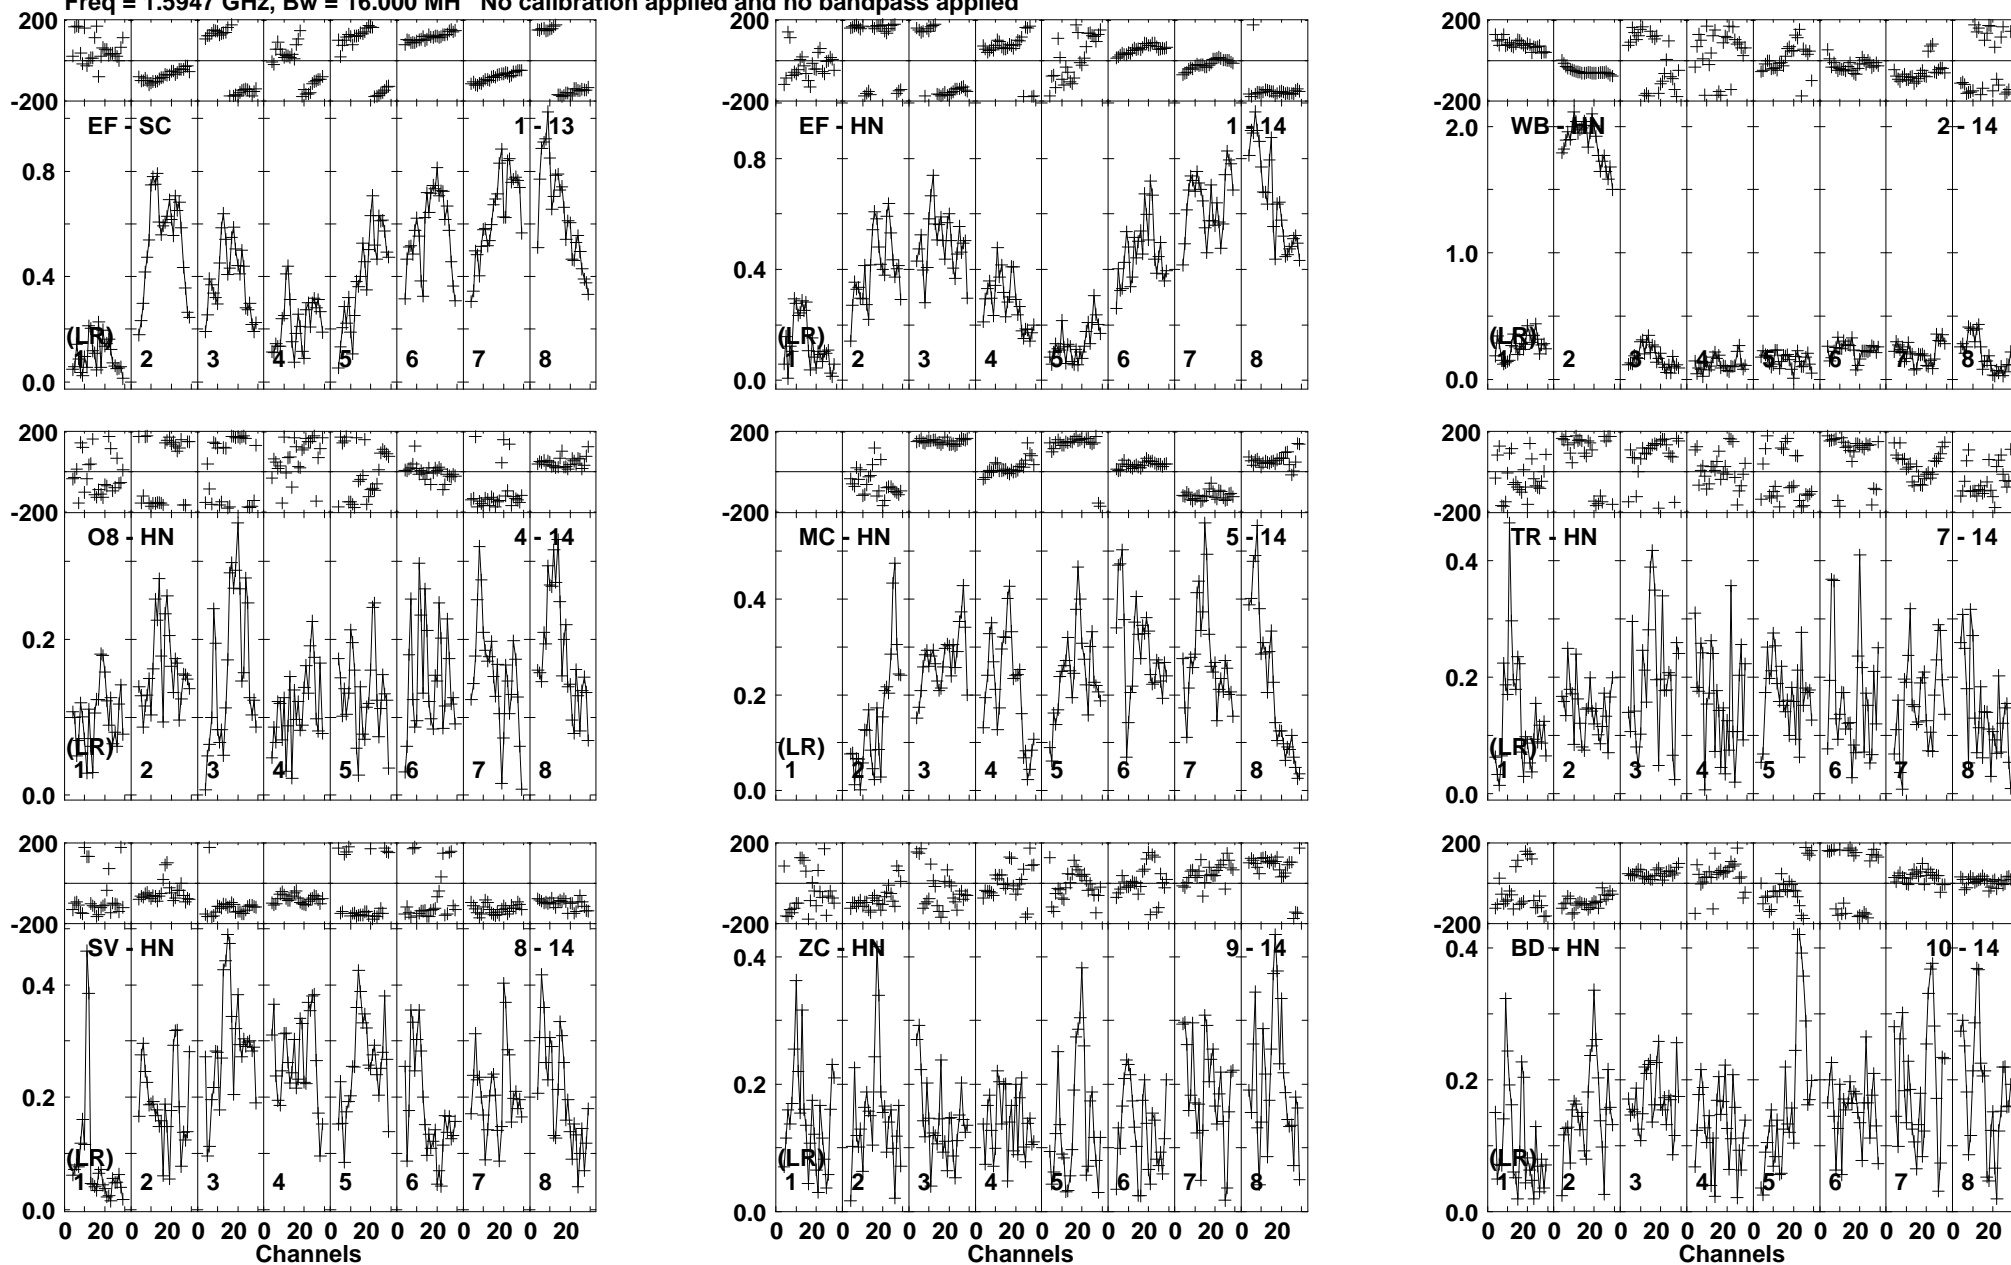 Freq = 1.5947 GHz, Bw = 16.000 MH No calibration applied and no bandpass applied
200 200 200
-200 -200 -200
EF - SC 1 - 13 EF - HN 1 - 14 WB - HN 2 - 14
2.0
0.8 0.8
1.0
0.4 0.4
(LR) (LR) (LR)
1 2 3 4 5 6 7 8 1 2 3 4 5 6 7 8 1 2 3 4 5 6 7 8
0.0 0.0 0.0
200 200 200
-200 -200 -200
O8 - HN 4 - 14 MC - HN 5 - 14 TR - HN 7 - 14
0.4 0.4
0.2 0.2 0.2
(LR) (LR) (LR)
1 2 3 4 5 6 7 8 1 2 3 4 5 6 7 8 1 2 3 4 5 6 7 8
0.0 0.0 0.0
200 200 200
-200 -200 -200
SV - HN 8 - 14 ZC - HN 9 - 14 BD - HN 10 - 14
0.4 0.4 0.4
0.2 0.2 0.2
(LR) (LR) (LR)
1 2 3 4 5 6 7 8 1 2 3 4 5 6 7 8 1 2 3 4 5 6 7 8
0.0 0.0 0.0
0 20 0 20 0 20 0 20 0 20 0 20 0 20 0 20 0 20 0 20 0 20 0 20 0 20 0 20 0 20 0 20 0 20 0 20 0 20 0 20 0 20 0 20 0 20 0 20
Channels Channels Channels